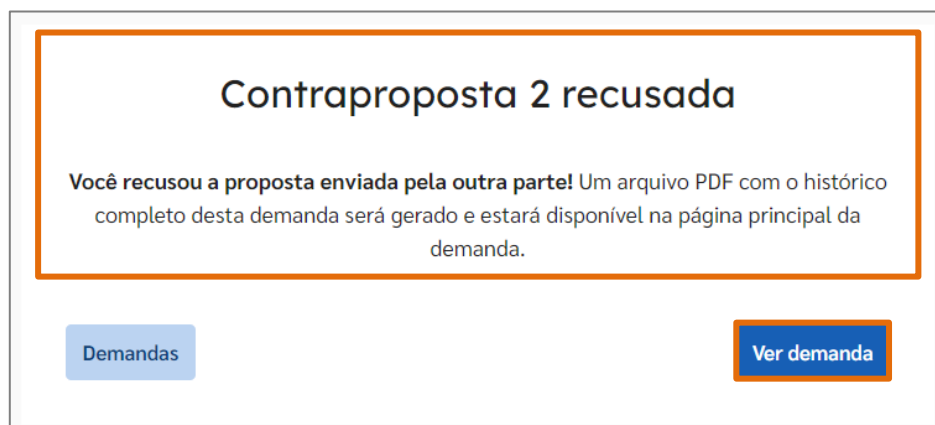 Contraproposta 2 recusada
Você recusou a proposta enviada pela outra parte! Um arquivo PDF com o histórico
completo desta demanda será gerado e estará disponível na página principal da
demanda.
Demandas
Ver demanda